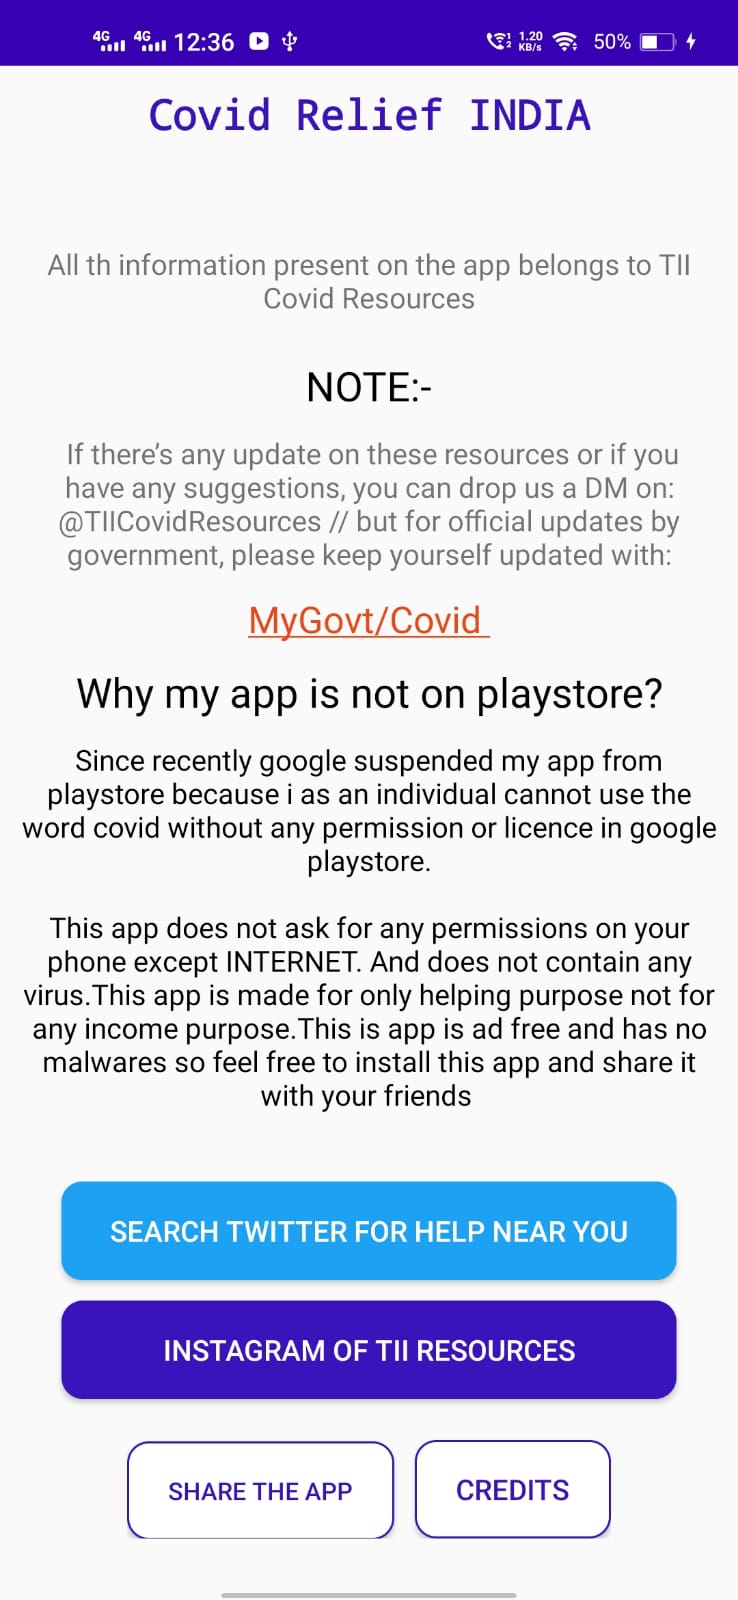 4G 4G 12:36 1 2 1.20 KB/s 50%
Covid Relief INDIA
All th information present on the app belongs to TII
Covid Resources
NOTE:-
If there's any update on these resources or if you
have any suggestions, you can drop us a DM on:
@TIICovidResources // but for official updates by
government, please keep yourself updated with:
MyGovt/Covid
Why my app is not on playstore?
Since recently google suspended my app from
playstore because i as an individual cannot use the
word covid without any permission or licence in google
playstore.
This app does not ask for any permissions on your
phone except INTERNET. And does not contain any
virus.This app is made for only helping purpose not for
any income purpose.This is app is ad free and has no
malwares so feel free to install this app and share it
with your friends
SEARCH TWITTER FOR HELP NEAR YOU
INSTAGRAM OF TII RESOURCES
SHARE THE APP CREDITS